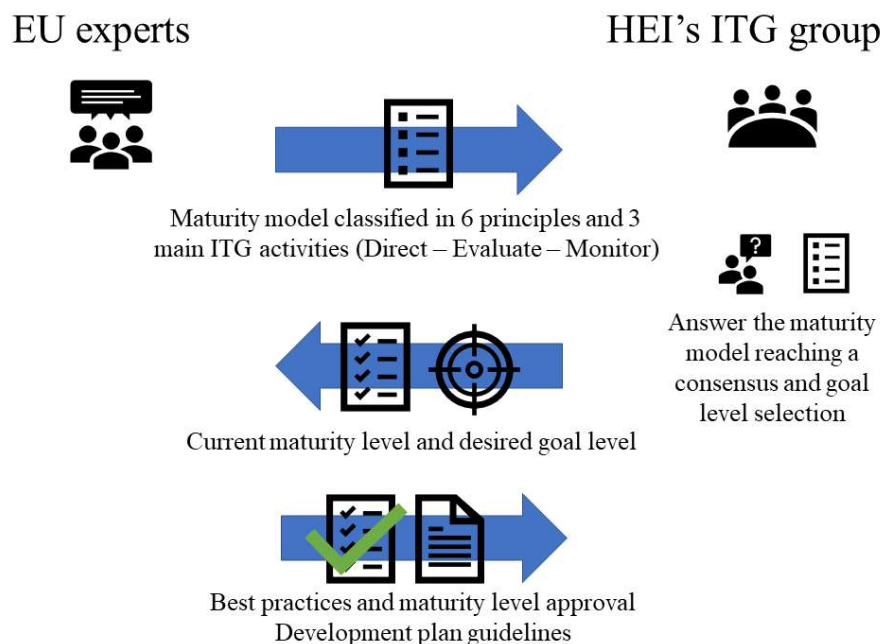 EU experts
HEI's ITG group
Maturity model classified in 6 principles and 3
main ITG activities (Direct – Evaluate – Monitor)
?
Answer the maturity
model reaching a
consensus and goal
level selection
Current maturity level and desired goal level
Best practices and maturity level approval
Development plan guidelines